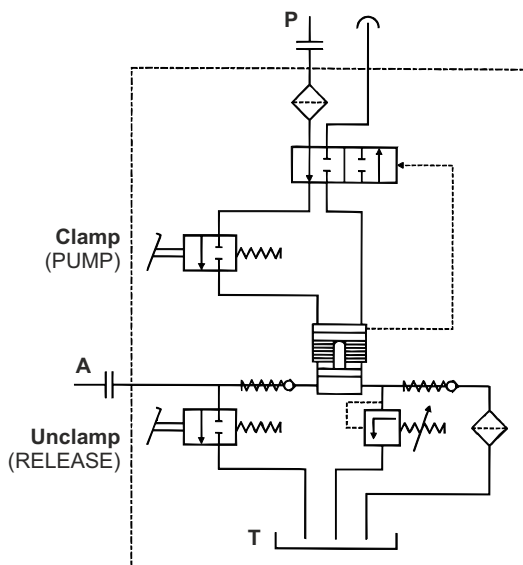 P
Clamp
(PUMP)
A
Unclamp
(RELEASE)
T